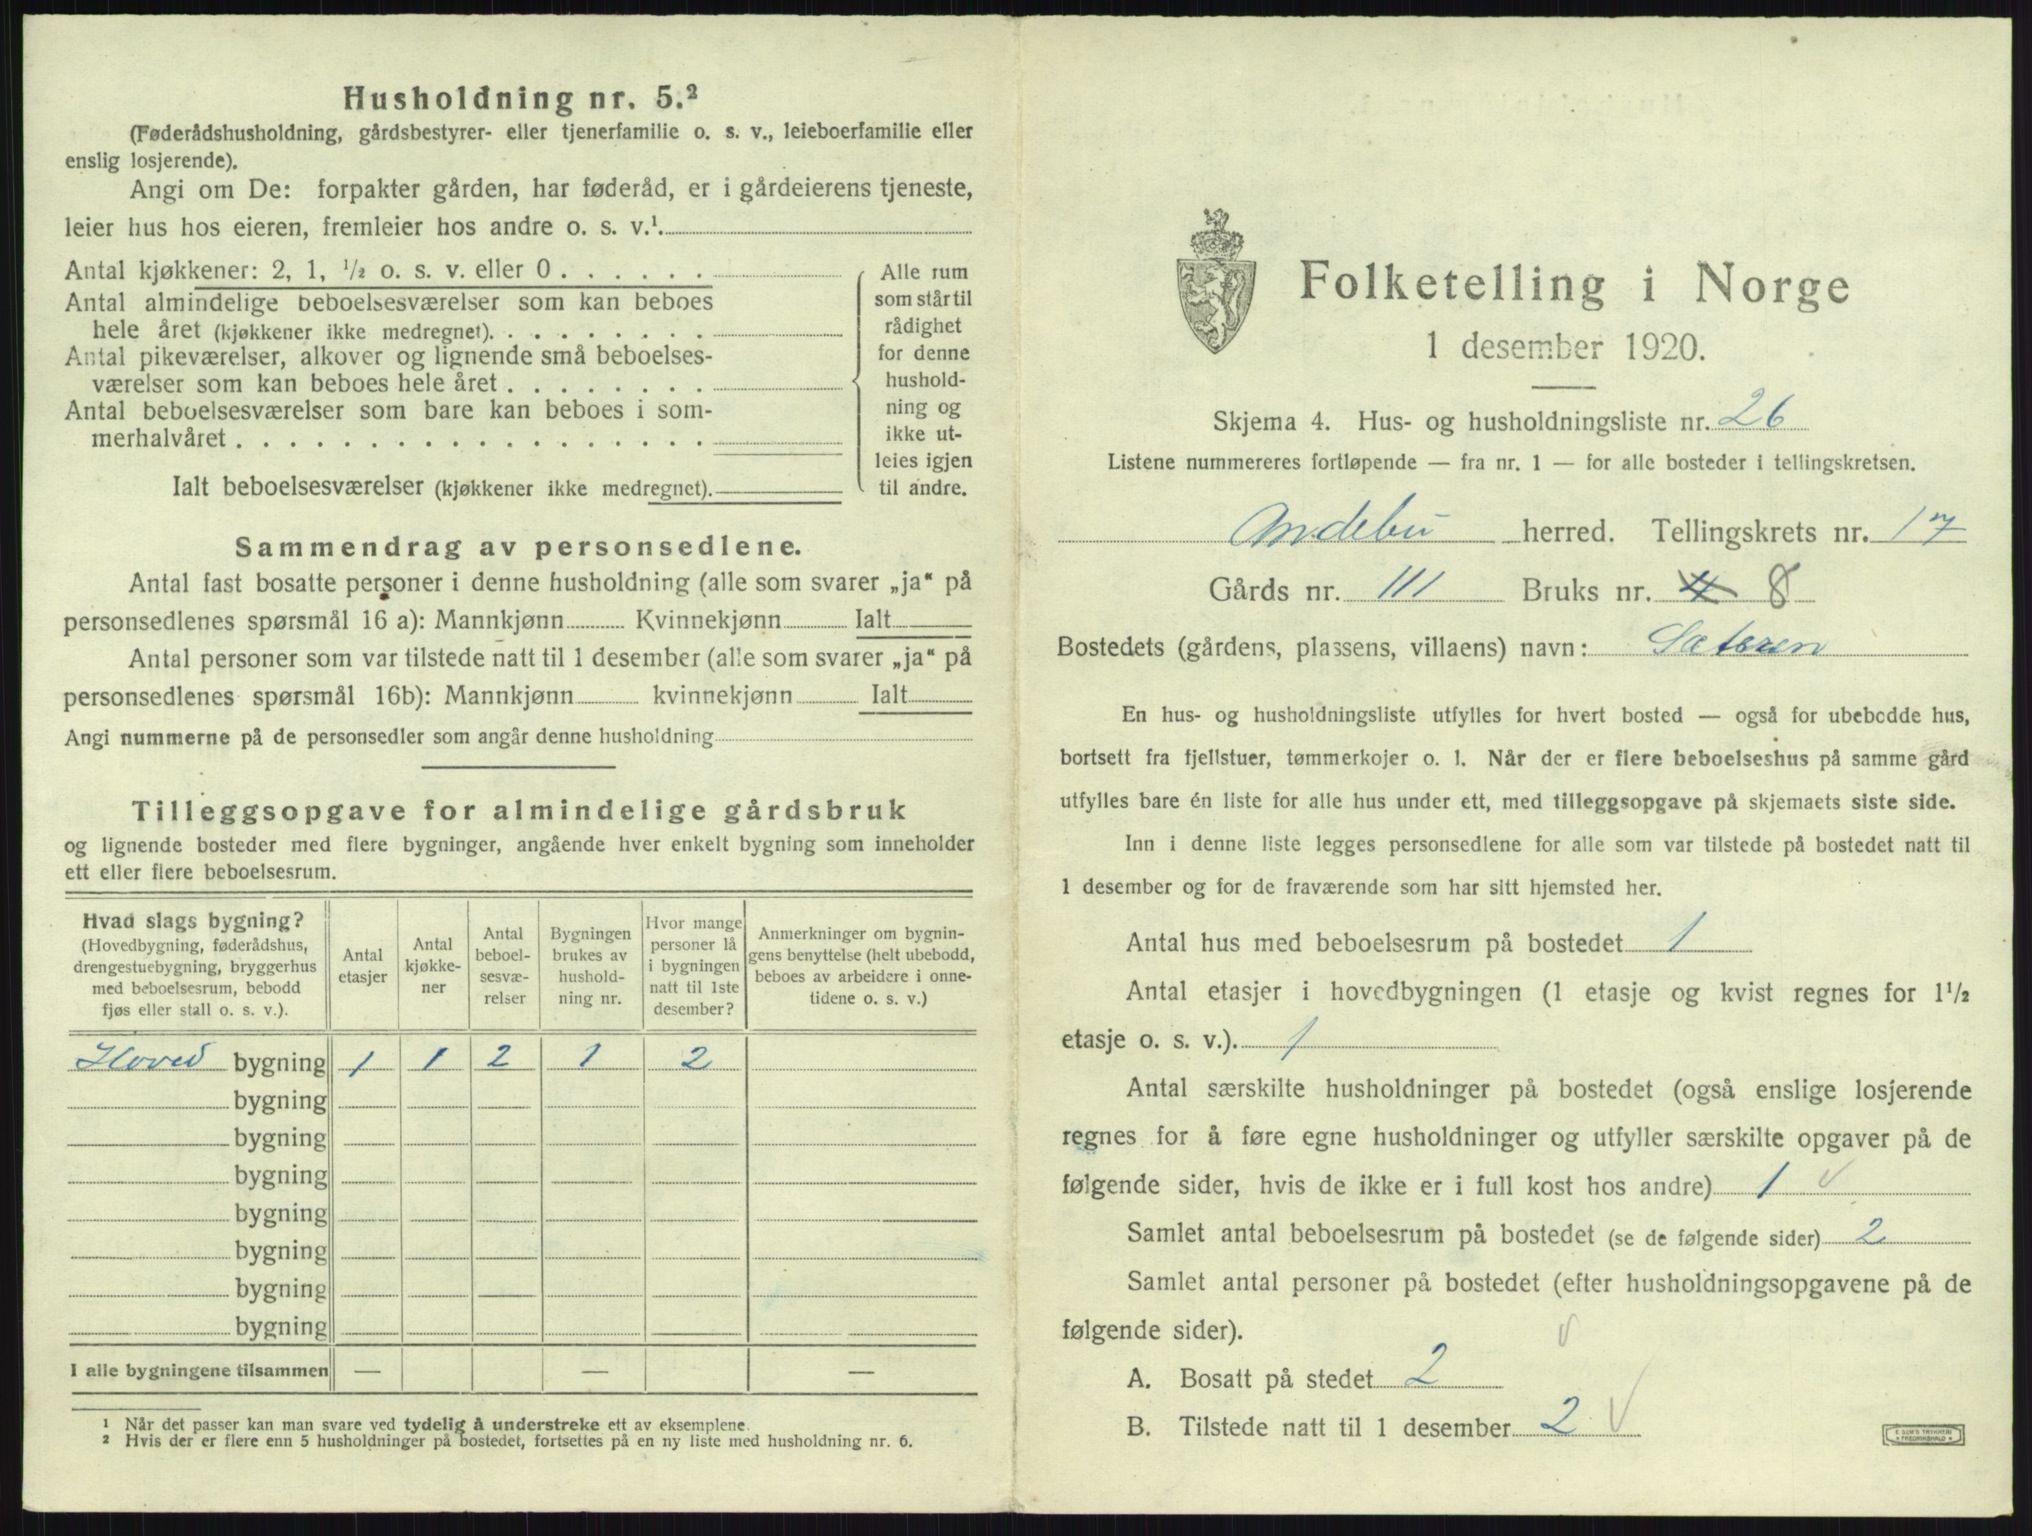 Husholdning nr. 5.²
(Føderådshusholdning, gårdsbestyrer- eller tjenerfamilie o. s. v., leieboerfamilie eller
enslig losjerende).
Angi om De: forpakter gården, har føderåd, er i gårdeierens tjeneste,
leier hus hos eieren, fremleier hos andre o. s. v.¹.
Antal kjøkkener: 2, 1, ½ o. s. v. eller 0 . . . . . .
Antal almindelige beboelsesværelser som kan beboes
hele året (kjøkkener ikke medregnet). . . . . . . . .
Antal pikeværelser, alkover og lignende små beboelses-
værelser som kan beboes hele året . . . . . . . .
Antal beboelsesværelser som bare kan beboes i som-
merhalvåret . . . . . . . . . . . . . . . . . .
Ialt beboelsesværelser (kjøkkener ikke medregnet).
Alle rum
som står til
rådighet
for denne
hushold-
ning og
ikke ut-
leies igjen
til andre.
Sammendrag av personsedlene.
Antal fast bosatte personer i denne husholdning (alle som svarer „ja“ på
personsedlenes spørsmål 16 a): Mannkjønn Kvinnekjønn Ialt
Antal personer som var tilstede natt til 1 desember (alle som svarer „ja“ på
personsedlenes spørsmål 16b): Mannkjønn kvinnekjønn Ialt
Angi nummerne på de personsedler som angår denne husholdning
Tilleggsopgave for almindelige gårdsbruk
og lignende bosteder med flere bygninger, angående hver enkelt bygning som inneholder
ett eller flere beboelsesrum.
Hvad slags bygning?
(Hovedbygning, føderådshus,
drengestuebygning, bryggerhus
med beboelsesrum, bebodd
fjøs eller stall o. s. v.).
Antal
etasjer
Antal
kjøkke-
ner
Antal
beboel-
sesvæ-
relser
Bygningen
brukes av
hushold-
ning nr.
Hvor mange
personer lå
i bygningen
natt til 1ste
desember?
Anmerkninger om bygnin-
gens benyttelse (helt ubebodd,
beboes av arbeidere i onne-
tidene o. s. v.)
Hoved bygning 1 1 2 1 2
bygning
bygning
bygning
bygning
bygning
bygning
bygning
I alle bygningene tilsammen — — —
¹ Når det passer kan man svare ved tydelig å understreke ett av eksemplene.
² Hvis der er flere enn 5 husholdninger på bostedet, fortsettes på en ny liste med husholdning nr. 6.
Folketelling i Norge
1 desember 1920.
Skjema 4. Hus- og husholdningsliste nr. 26
Listene nummereres fortløpende — fra nr. 1 — for alle bosteder i tellingskretsen.
Andebu herred. Tellingskrets nr. 17
Gårds nr. 111 Bruks nr. 8
Bostedets (gårdens, plassens, villaens) navn: Sæteren
En hus- og husholdningsliste utfylles for hvert bosted — også for ubebodde hus,
bortsett fra fjellstuer, tømmerkojer o. l. Når der er flere beboelseshus på samme gård
utfylles bare én liste for alle hus under ett, med tilleggsopgave på skjemaets siste side.
Inn i denne liste legges personsedlene for alle som var tilstede på bostedet natt til
1 desember og for de fraværende som har sitt hjemsted her.
Antal hus med beboelsesrum på bostedet 1
Antal etasjer i hovedbygningen (1 etasje og kvist regnes for 1½
etasje o. s. v.). 1
Antal særskilte husholdninger på bostedet (også enslige losjerende
regnes for å føre egne husholdninger og utfyller særskilte opgaver på de
følgende sider, hvis de ikke er i full kost hos andre) 1
Samlet antal beboelsesrum på bostedet (se de følgende sider) 2
Samlet antal personer på bostedet (efter husholdningsopgavene på de
følgende sider).
A. Bosatt på stedet 2
B. Tilstede natt til 1 desember 2